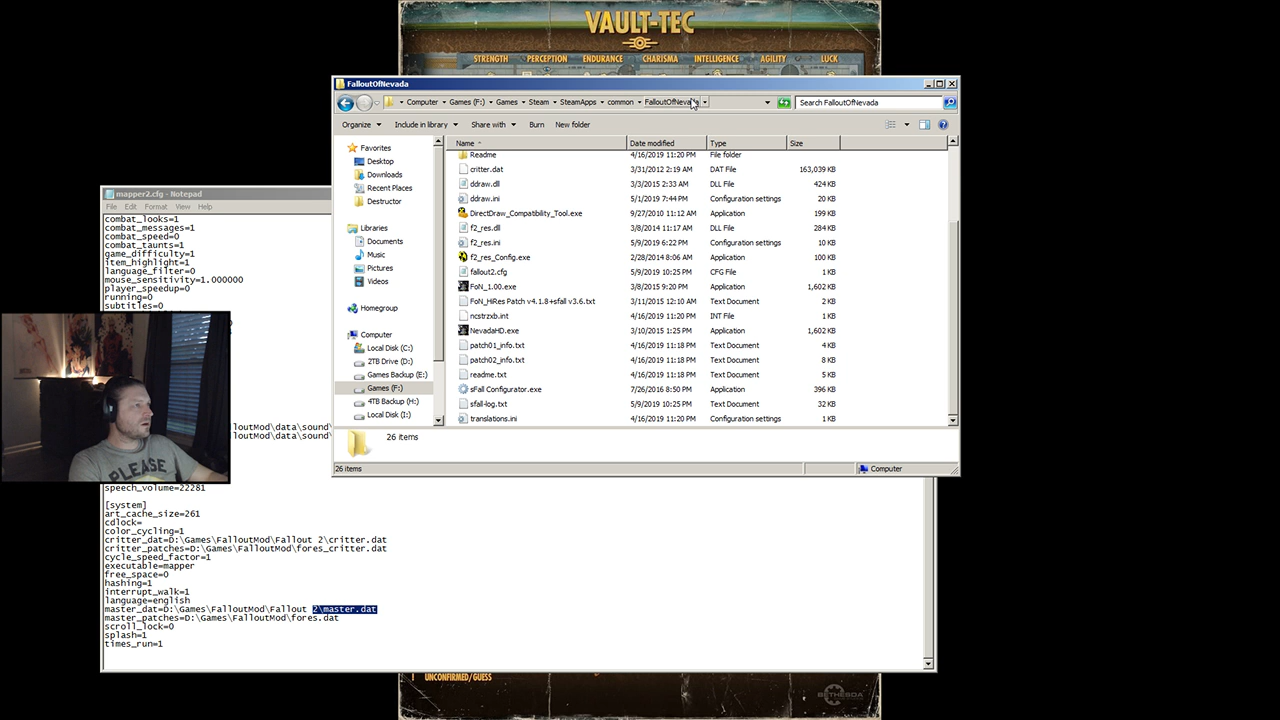 VAULT-TEC
STRENGTH PERCEPTION ENDURANCE CHARISMA INTELLIGENCE AGILITY LUCK
FalloutOfNevada
Computer Games (F:) Games Steam SteamApps common FalloutOfNevada Search FalloutOfNevada
Organize Include in library Share with Burn New folder
Name Date modified Type Size
Favorites
Desktop
Downloads
Recent Places
Destructor
Libraries
Documents
Music
Pictures
Videos
Homegroup
Computer
Local Disk (C:)
2TB Drive (D:)
Games Backup (E:)
Games (F:)
4TB Backup (H:)
Local Disk (I:)
Readme 4/16/2019 11:20 PM File folder
critter.dat 3/31/2012 2:19 AM DAT File 163,039 KB
ddraw.dll 3/3/2015 2:33 AM DLL File 424 KB
ddraw.ini 5/1/2019 7:44 PM Configuration settings 20 KB
DirectDraw_Compatibility_Tool.exe 9/27/2010 11:12 AM Application 199 KB
f2_res.dll 3/8/2014 11:17 AM DLL File 284 KB
f2_res.ini 5/9/2019 6:22 PM Configuration settings 10 KB
f2_res_Config.exe 2/28/2014 8:06 AM Application 100 KB
fallout2.cfg 5/9/2019 10:25 PM CFG File 1 KB
FoN_1.00.exe 3/8/2015 9:20 PM Application 1,602 KB
FoN_HiRes Patch v4.1.8+sfall v3.6.txt 3/11/2015 12:10 AM Text Document 2 KB
ncstrzxb.int 4/16/2019 11:20 PM INT File 1 KB
NevadaHD.exe 3/10/2015 1:25 PM Application 1,602 KB
patch01_info.txt 4/16/2019 11:18 PM Text Document 4 KB
patch02_info.txt 4/16/2019 11:18 PM Text Document 8 KB
readme.txt 4/16/2019 11:18 PM Text Document 5 KB
sFall Configurator.exe 7/26/2016 8:50 PM Application 396 KB
sfall-log.txt 5/9/2019 10:25 PM Text Document 32 KB
translations.ini 4/16/2019 11:20 PM Configuration settings 1 KB
26 items
26 items Computer
mapper2.cfg - Notepad
File Edit Format View Help
combat_looks=1
combat_messages=1
combat_speed=0
combat_taunts=1
game_difficulty=1
item_highlight=1
language_filter=0
mouse_sensitivity=1.000000
player_speedup=0
running=0
subtitles=0
PLEASE
loutMod\data\sound\
loutMod\data\sound\
speech_volume=22281
[system]
art_cache_size=261
cdlock=
color_cycling=1
critter_dat=D:\Games\FalloutMod\Fallout 2\critter.dat
critter_patches=D:\Games\FalloutMod\fores_critter.dat
cycle_speed_factor=1
executable=mapper
free_space=0
hashing=1
interrupt_walk=1
language=english
master_dat=D:\Games\FalloutMod\Fallout 2\master.dat
master_patches=D:\Games\FalloutMod\fores.dat
scroll_lock=0
splash=1
times_run=1
UNCONFIRMED/GUESS
BETHESDA